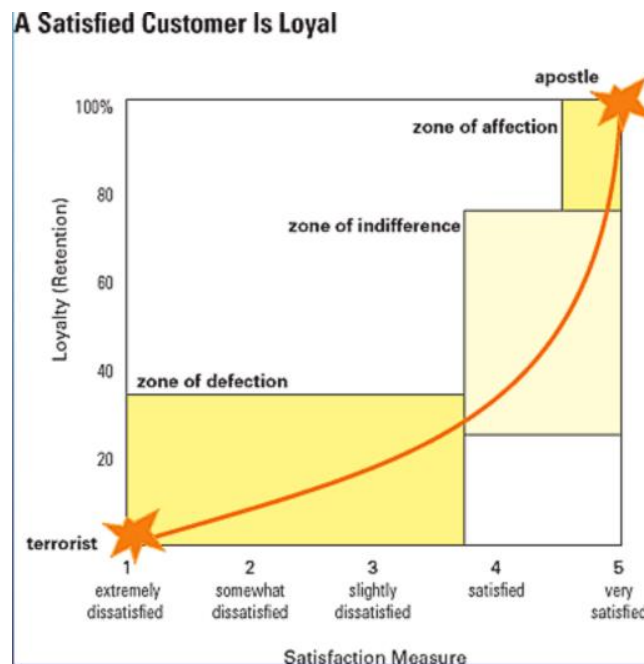 A Satisfied Customer Is Loyal
apostle
100%
zone of affection
80
zone of indifference
60
Loyalty (Retention)
40
zone of defection
20
terrorist
1 2 3 4 5
extremely somewhat slightly satisfied very
dissatisfied dissatisfied dissatisfied satisfied
Satisfaction Measure